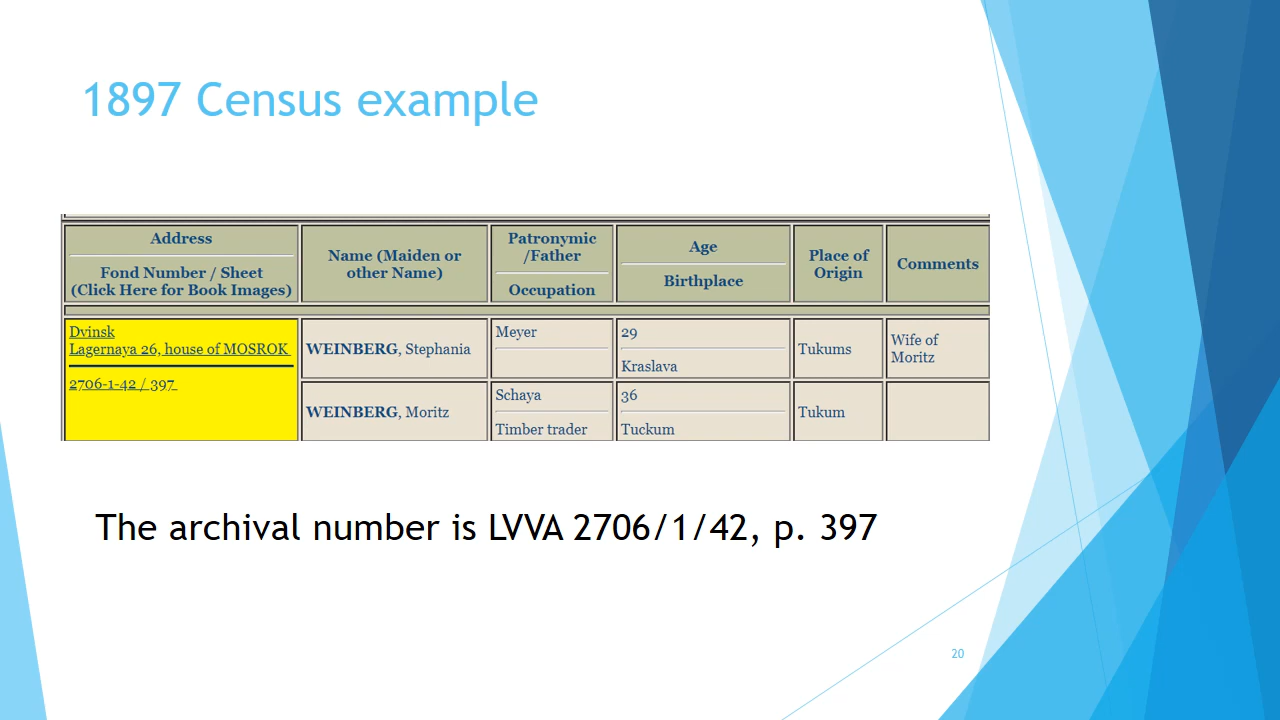 1897 Census example
Address
Fond Number / Sheet
(Click Here for Book Images)
Name (Maiden or
other Name)
Patronymic
/Father
Occupation
Age
Birthplace
Place of
Origin
Comments
Dvinsk
Lagernaya 26, house of MOSROK
2706-1-42 / 397
WEINBERG, Stephania
Meyer
29
Kraslava
Tukums
Wife of
Moritz
WEINBERG, Moritz
Schaya
Timber trader
36
Tuckum
Tukum
The archival number is LVVA 2706/1/42, p. 397
20